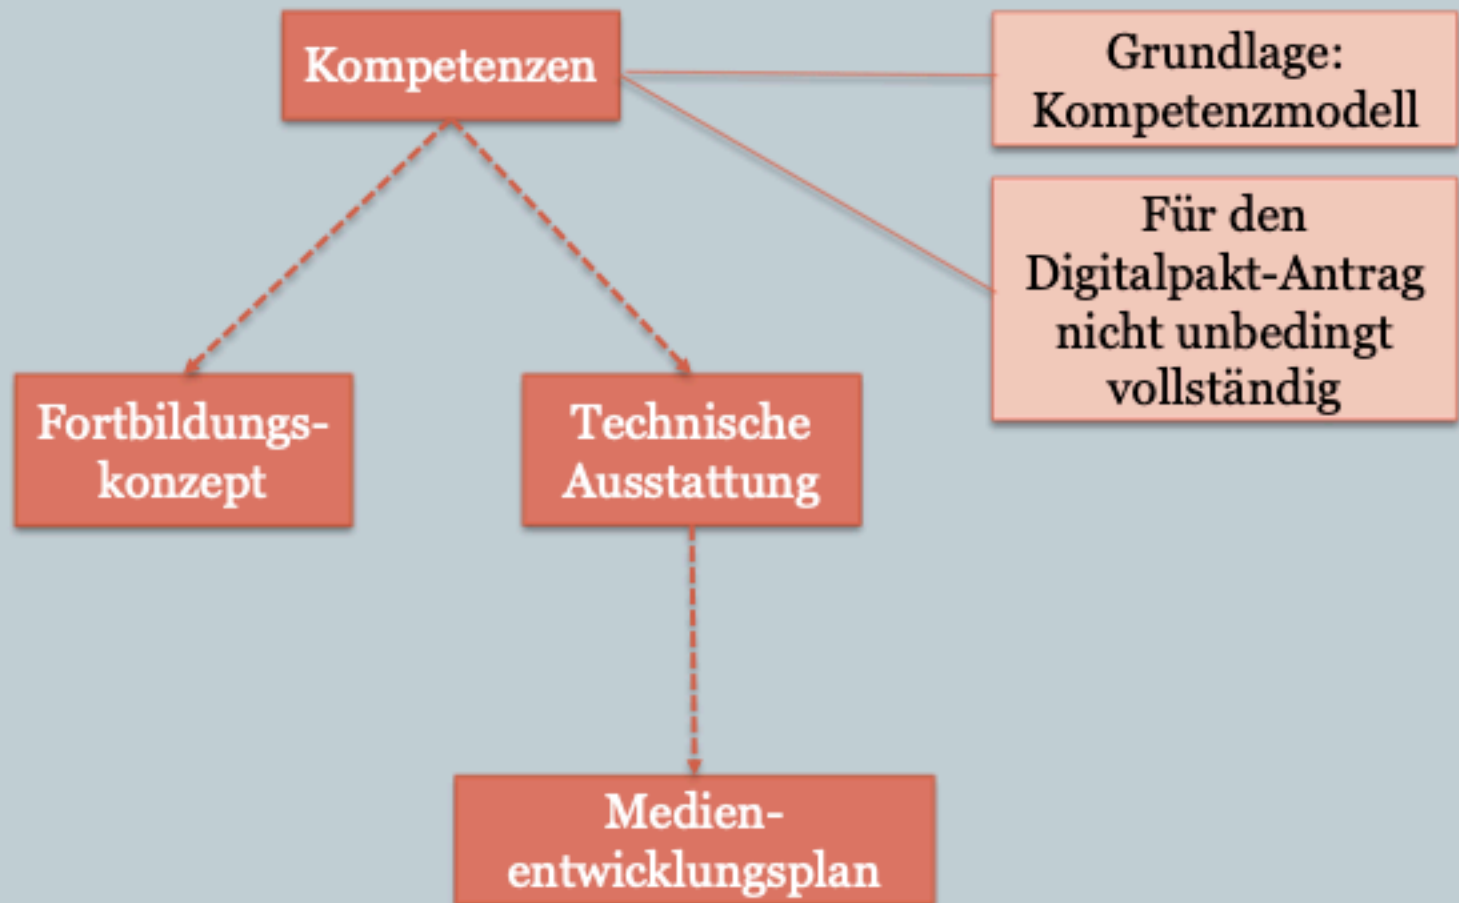 Kompetenzen
Grundlage:
Kompetenzmodell
Für den
Digitalpakt-Antrag
nicht unbedingt
vollständig
Fortbildungs-
konzept
Technische
Ausstattung
Medien-
entwicklungsplan